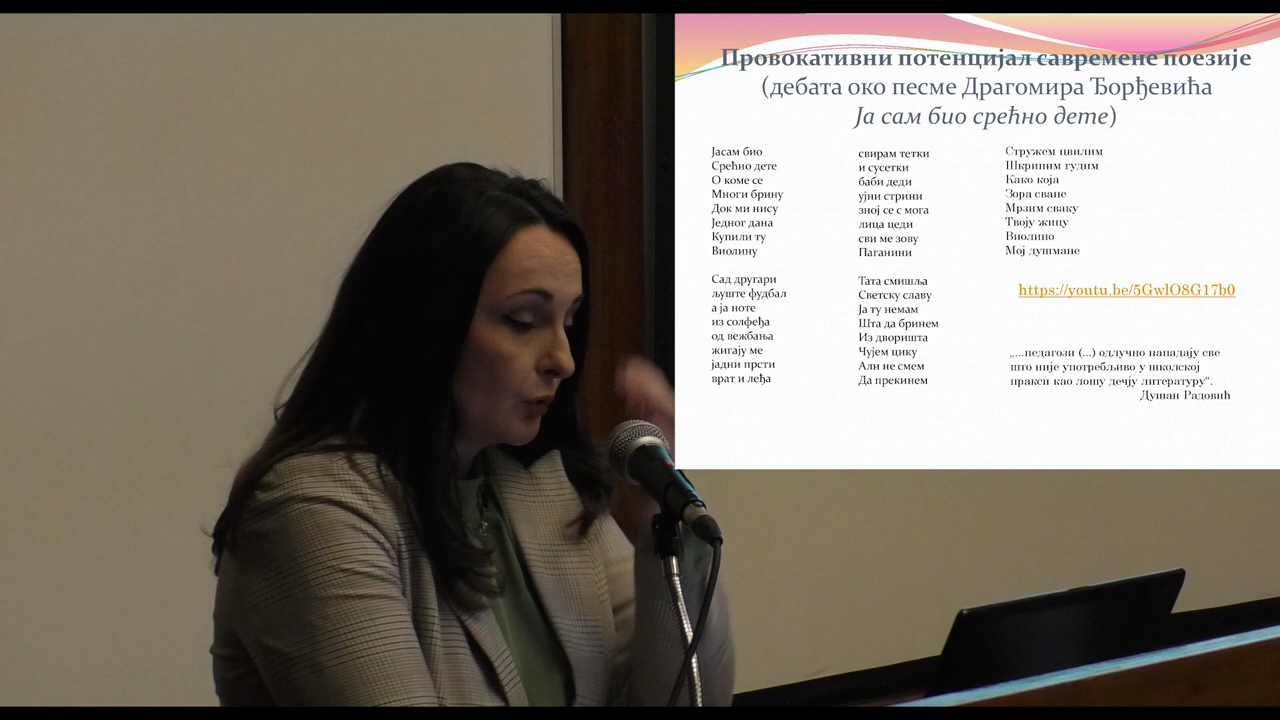 Провокативни потенцијал савремене поезије
(дебата око песме Драгомира Ђорђевића
Ја сам био срећно дете)
Јасам био
Срећно дете
О коме се
Многи брину
Док ми нису
Једног дана
Купили ту
Виолину
Сад другари
љуште фудбал
а ја ноте
из солфеђа
од вежбања
жигају ме
јадни прсти
врат и леђа
свирам тетки
и сусетки
баби деди
ујни стрини
зној се с мога
лица цеди
сви ме зову
Паганини
Тата смишља
Светску славу
Ја ту немам
Шта да бринем
Из дворишта
Чујем цику
Али не смем
Да прекинем
Стружем цвилим
Шкрипим гудим
Како која
Зора сване
Мрзим сваку
Твоју жицу
Виолино
Мој душмане
https://youtu.be/5GwlO8G17b0
„...педагози (...) одлучно нападају све
што није употребљиво у школској
пракси као лошу дечју литературу“.
Душан Радовић